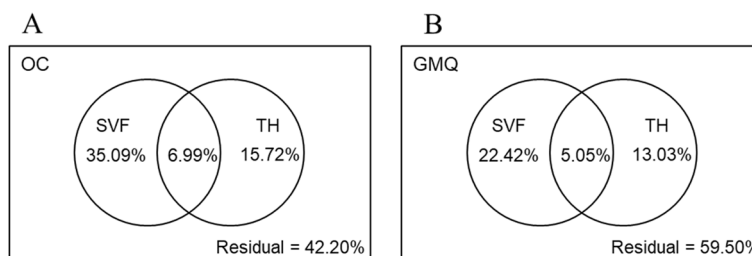 A
OC
SVF
TH
35.09%
6.99%
15.72%
Residual = 42.20%
B
GMQ
SVF
TH
22.42%
5.05%
13.03%
Residual = 59.50%